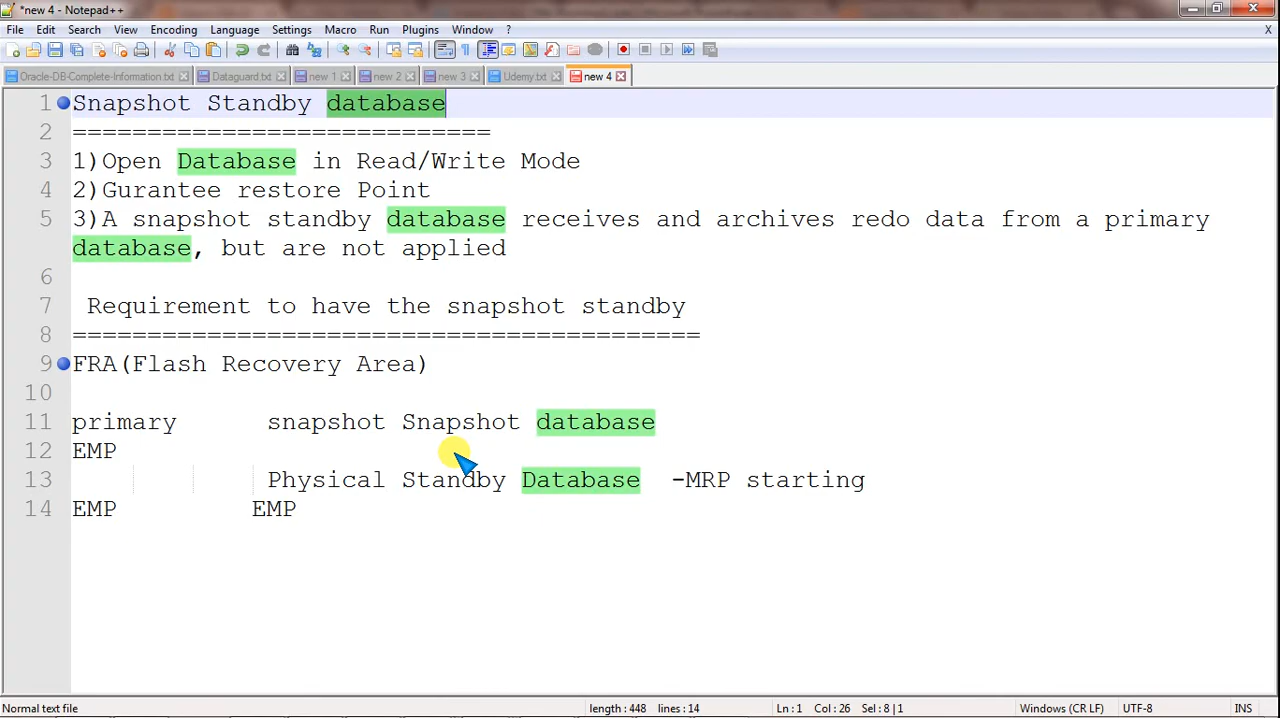 *new 4 - Notepad++
File Edit Search View Encoding Language Settings Macro Run Plugins Window ? X
Oracle-DB-Complete-Information.txt Dataguard.txt new 1 new 2 new 3 Udemy.txt new 4
1 Snapshot Standby database
2 ============================
3 1)Open Database in Read/Write Mode
4 2)Gurantee restore Point
5 3)A snapshot standby database receives and archives redo data from a primary
database, but are not applied
6
7 Requirement to have the snapshot standby
8 ==========================================
9 FRA(Flash Recovery Area)
10
11 primary snapshot Snapshot database
12 EMP
13 Physical Standby Database -MRP starting
14 EMP EMP
Normal text file length : 448 lines : 14 Ln : 1 Col : 26 Sel : 8 | 1 Windows (CR LF) UTF-8 INS